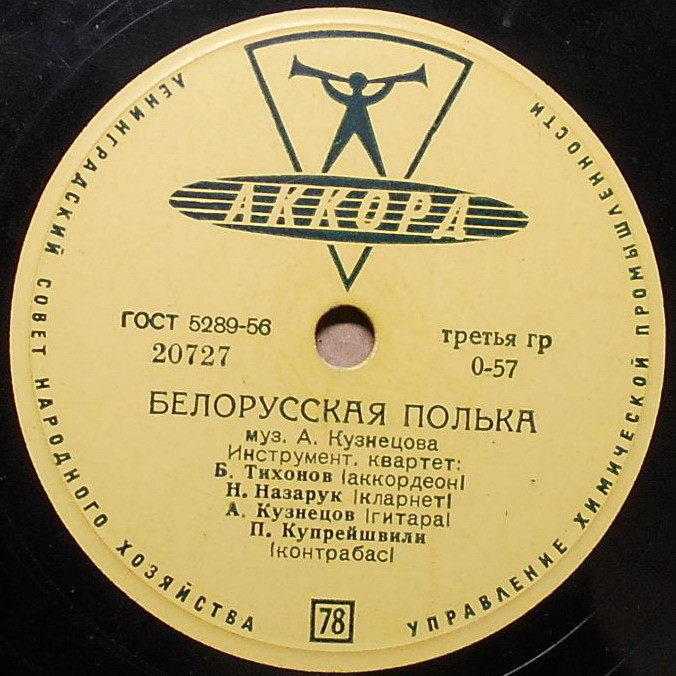 АККОРД
ЛЕНИНГРАДСКИЙ СОВЕТ НАРОДНОГО ХОЗЯЙСТВА
УПРАВЛЕНИЕ ХИМИЧЕСКОЙ ПРОМЫШЛЕННОСТИ
ГОСТ 5289-56
20727
третья гр
0-57
БЕЛОРУССКАЯ ПОЛЬКА
муз. А. Кузнецова
Инструмент. квартет:
Б. Тихонов (аккордеон)
Н. Назарук (кларнет)
А. Кузнецов (гитара)
П. Купрейшвили
(контрабас)
78